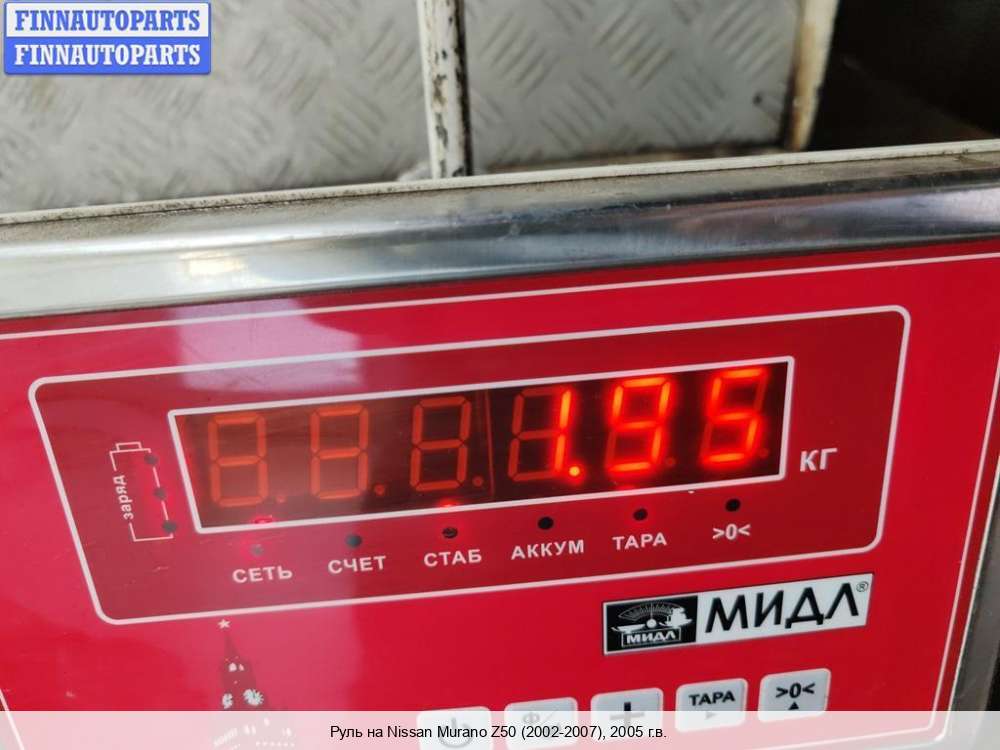 FINNAUTOPARTS
FINNAUTOPARTS
1.95
КГ
заряд
СЕТЬ СЧЕТ СТАБ АККУМ ТАРА >0<
МИДЛ МИДЛ®
+ ТАРА >0<
Руль на Nissan Murano Z50 (2002-2007), 2005 г.в.